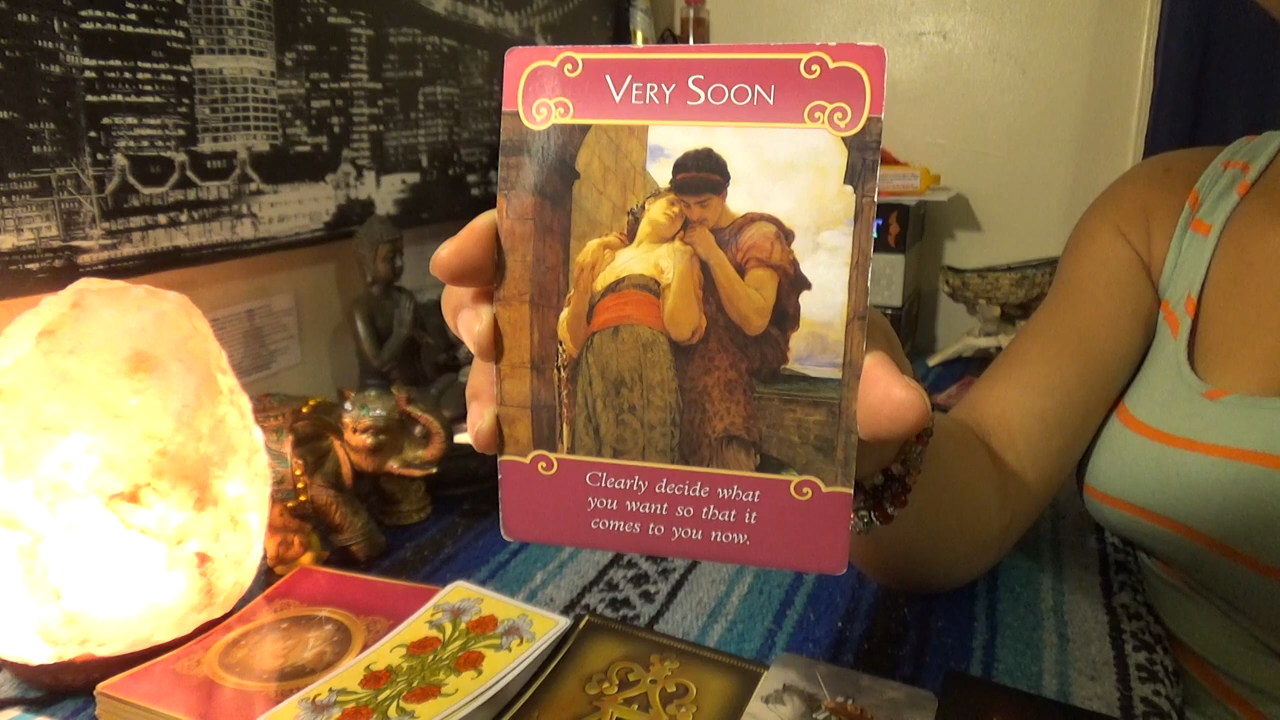 VERY SOON
Clearly decide what
you want so that it
comes to you now.